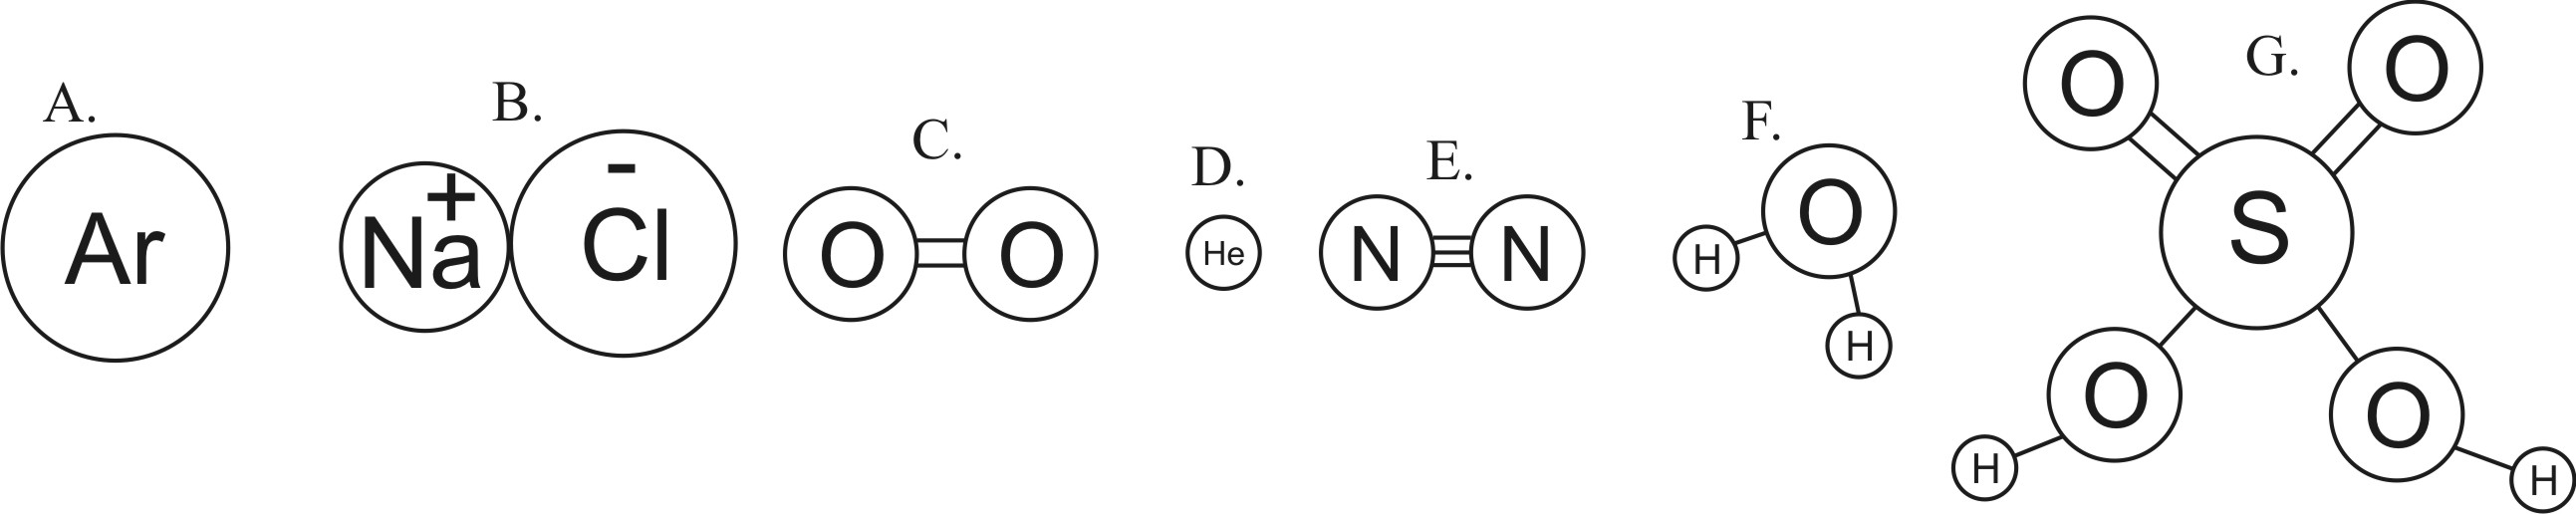 A.
Ar
B.
Na +
Cl -
C.
O O
D.
He
E.
N N
F.
O
H
H
G.
O O
S
O O
H H